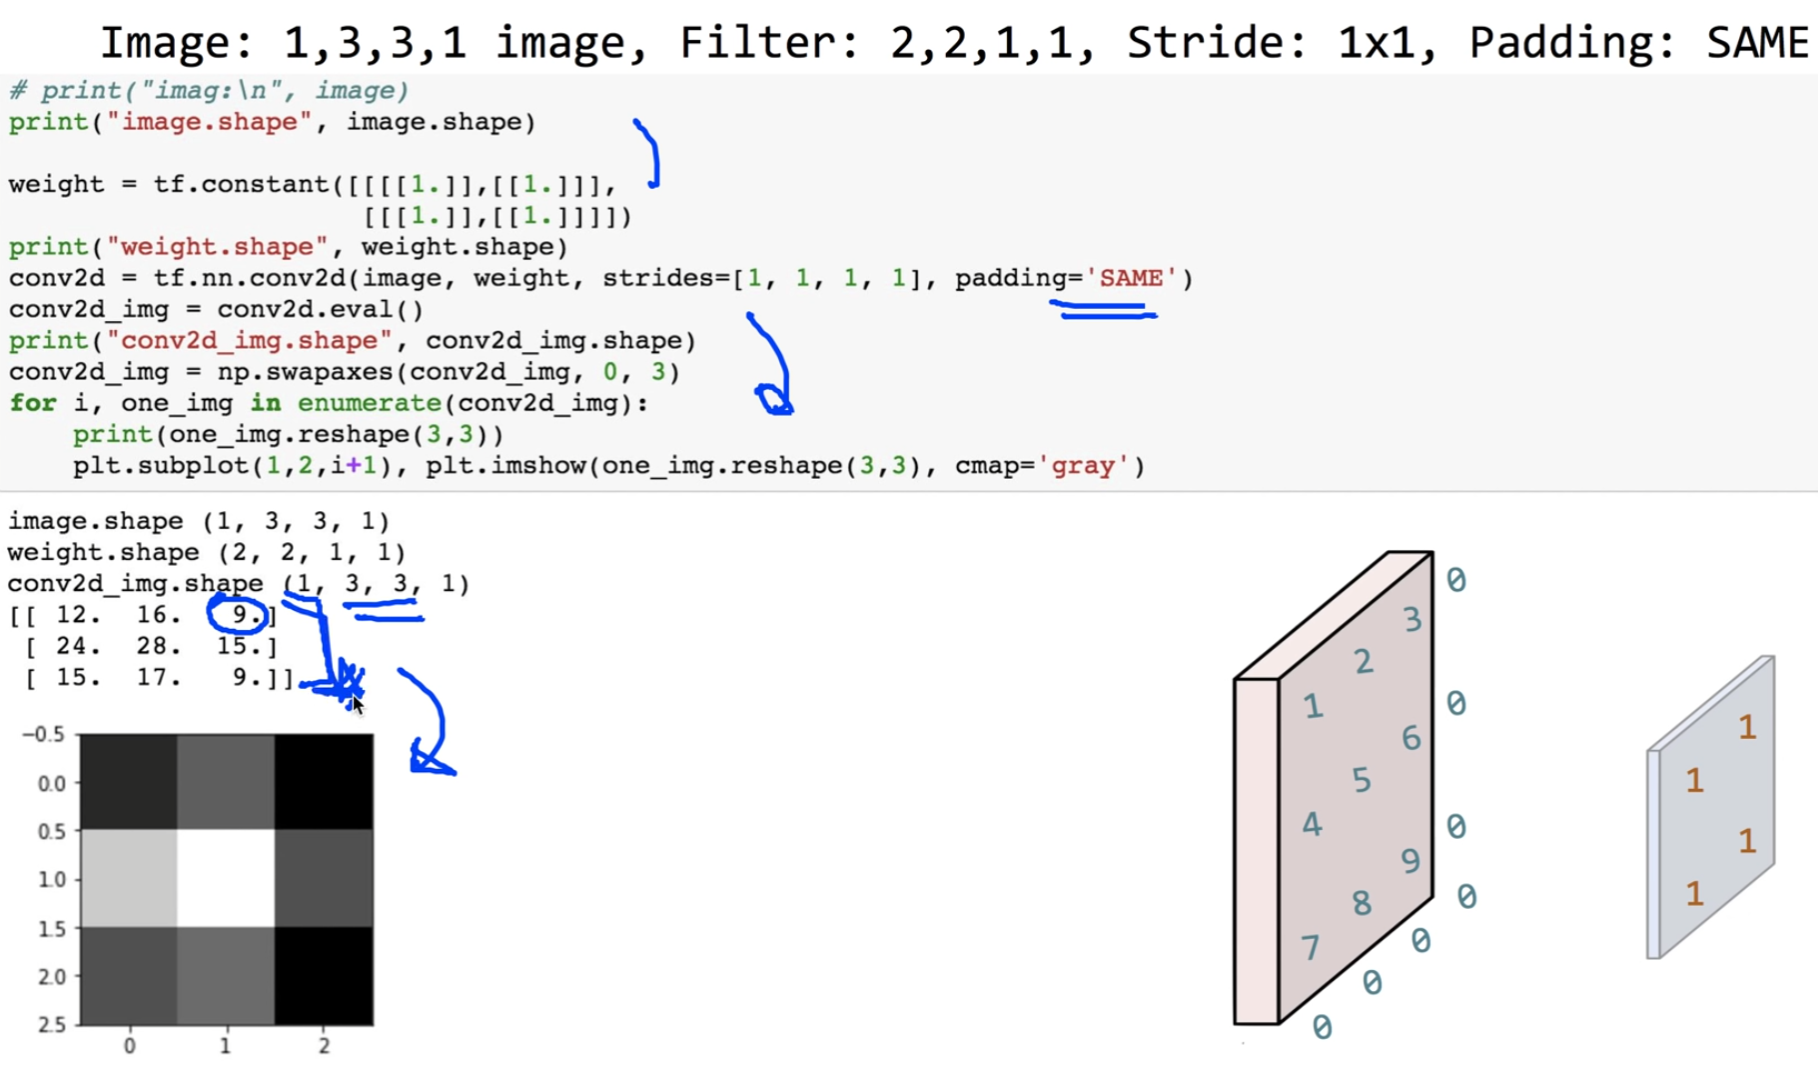 Image: 1,3,3,1 image, Filter: 2,2,1,1, Stride: 1x1, Padding: SAME
# print("imag:\n", image)
print("image.shape", image.shape)
weight = tf.constant([[[[1.]],[[1.]]],
[[[1.]],[[1.]]]])
print("weight.shape", weight.shape)
conv2d = tf.nn.conv2d(image, weight, strides=[1, 1, 1, 1], padding='SAME')
conv2d_img = conv2d.eval()
print("conv2d_img.shape", conv2d_img.shape)
conv2d_img = np.swapaxes(conv2d_img, 0, 3)
for i, one_img in enumerate(conv2d_img):
    print(one_img.reshape(3,3))
    plt.subplot(1,2,i+1), plt.imshow(one_img.reshape(3,3), cmap='gray')
image.shape (1, 3, 3, 1)
weight.shape (2, 2, 1, 1)
conv2d_img.shape (1, 3, 3, 1)
[[ 12. 16. 9.]
[ 24. 28. 15.]
[ 15. 17. 9.]]
−0.5
0.0
0.5
1.0
1.5
2.0
2.5
0 1 2
1 2 3 0
4 5 6 0
7 8 9 0
0 0 0 0
1 1
1 1